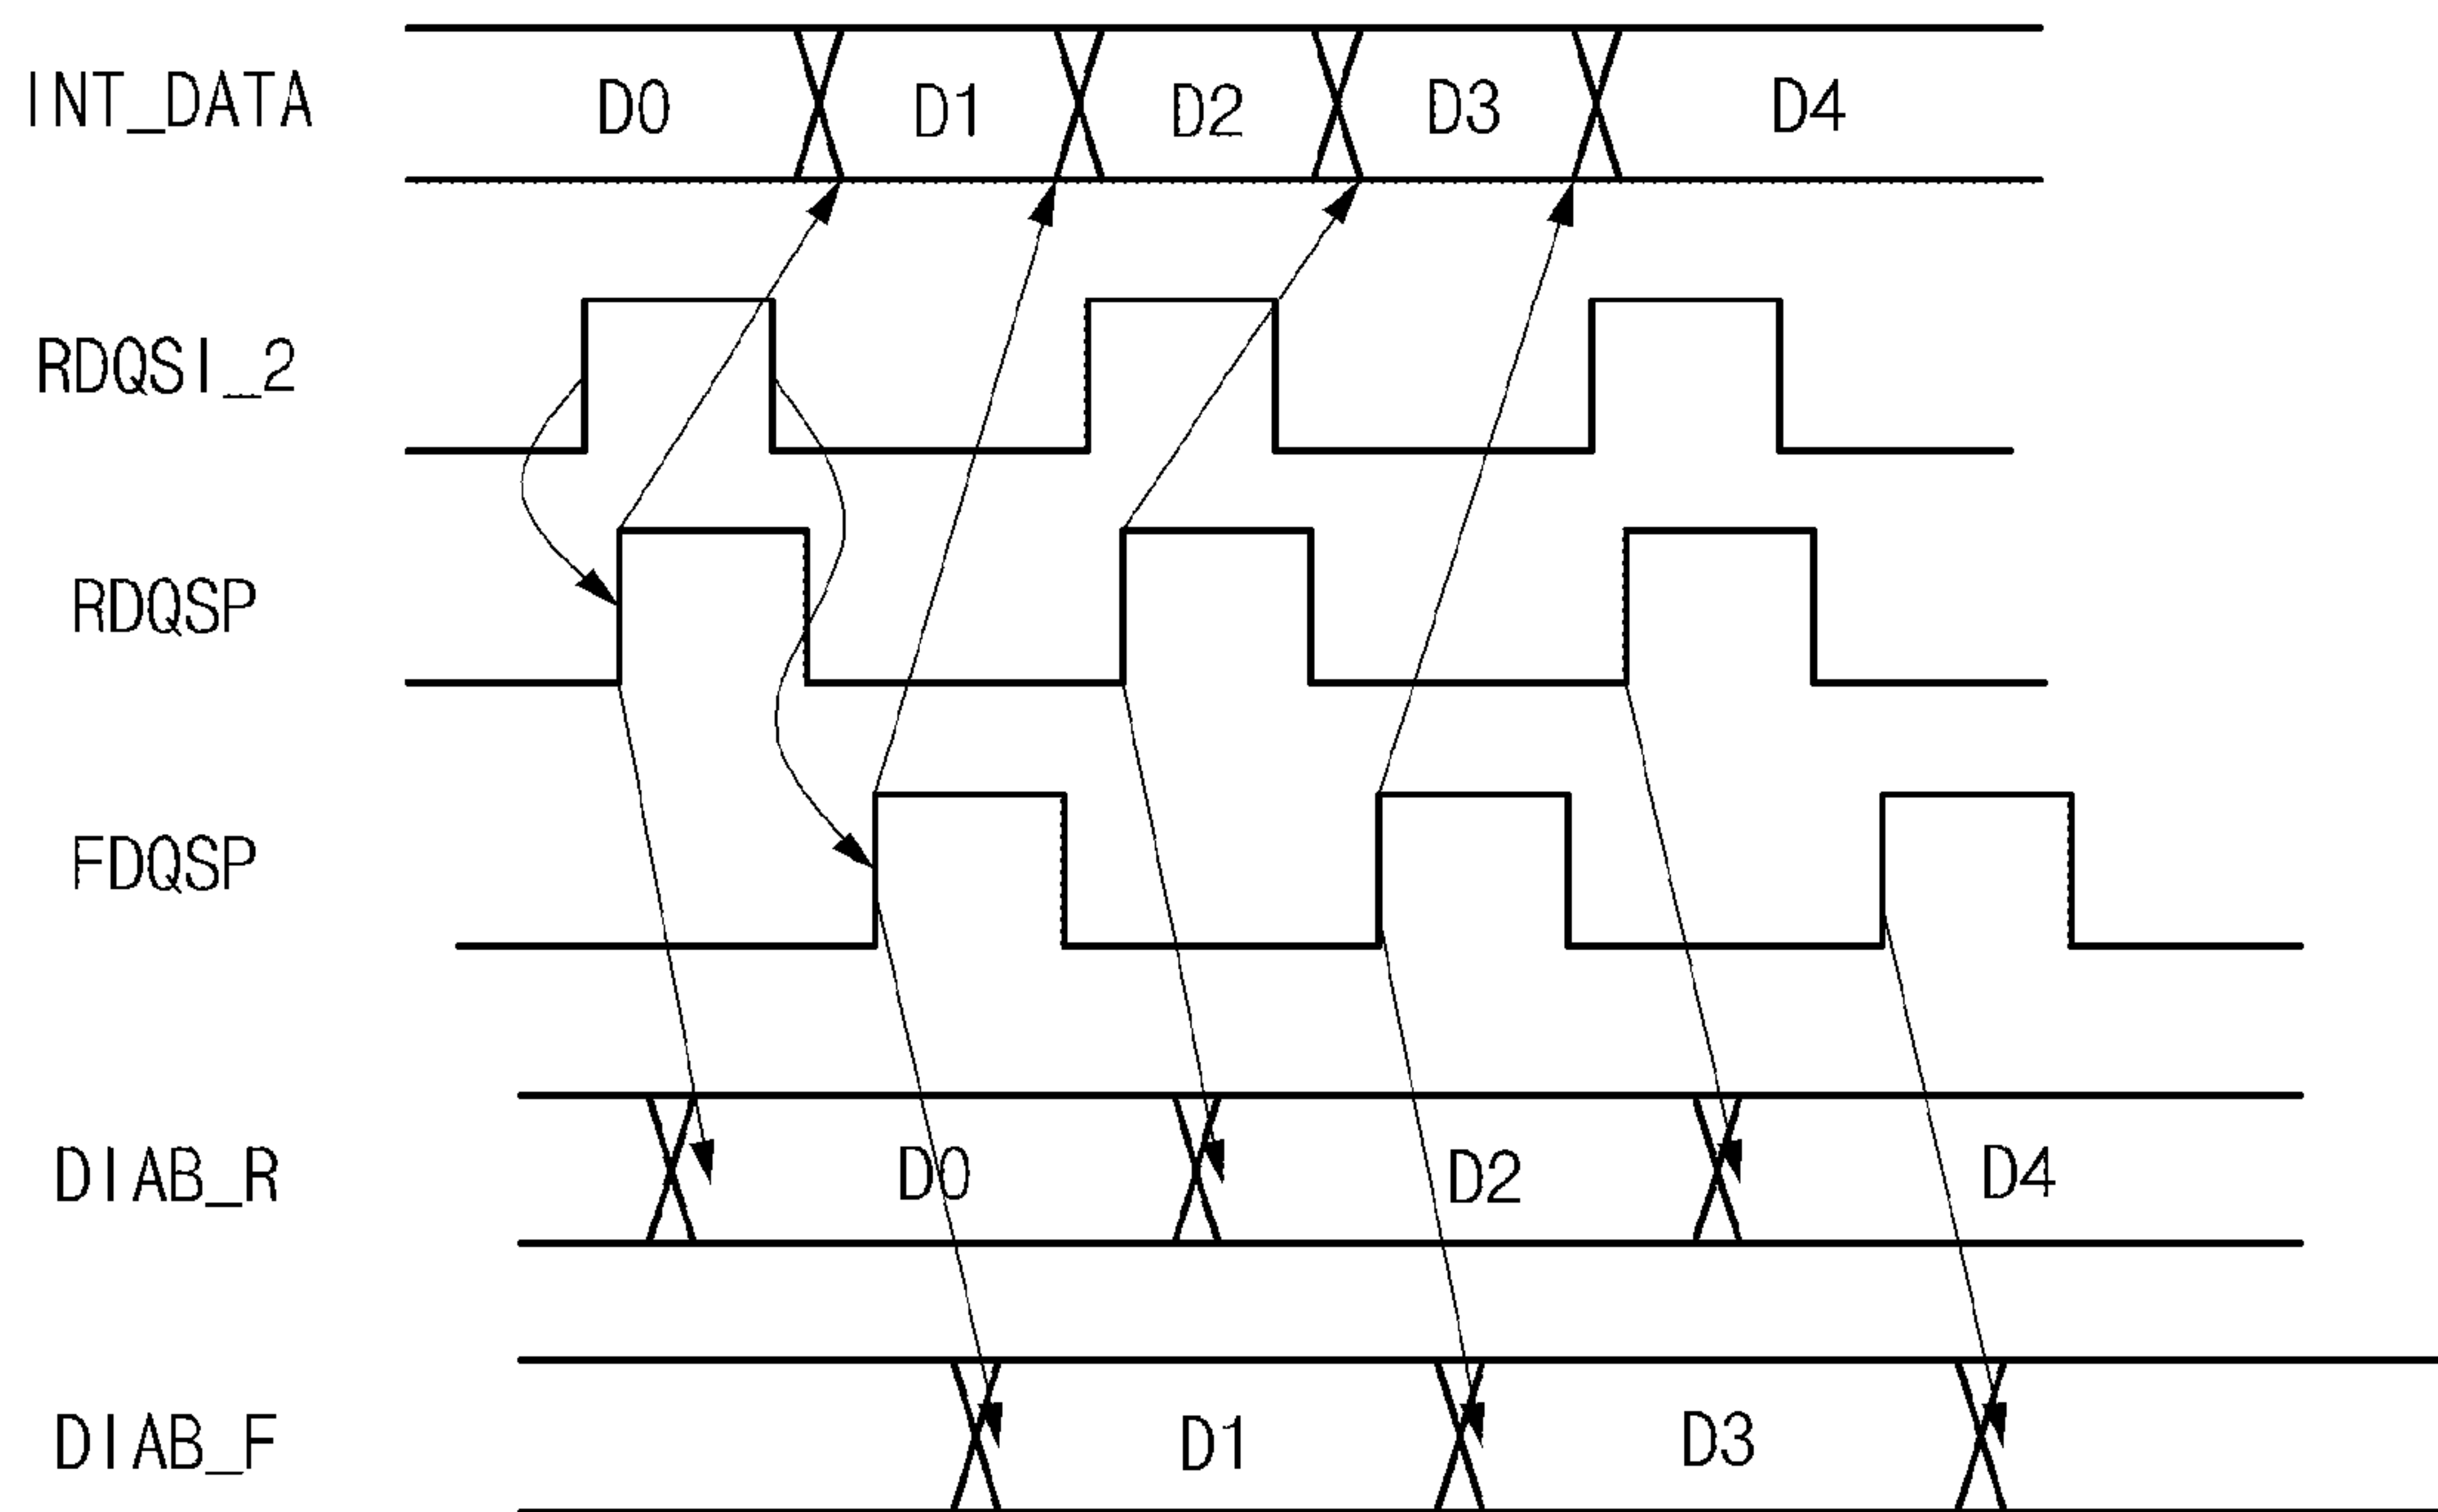 INT_DATA D0 D1 D2 D3 D4
RDQSI_2
RDQSP
FDQSP
DIAB_R D0 D2 D4
DIAB_F D1 D3